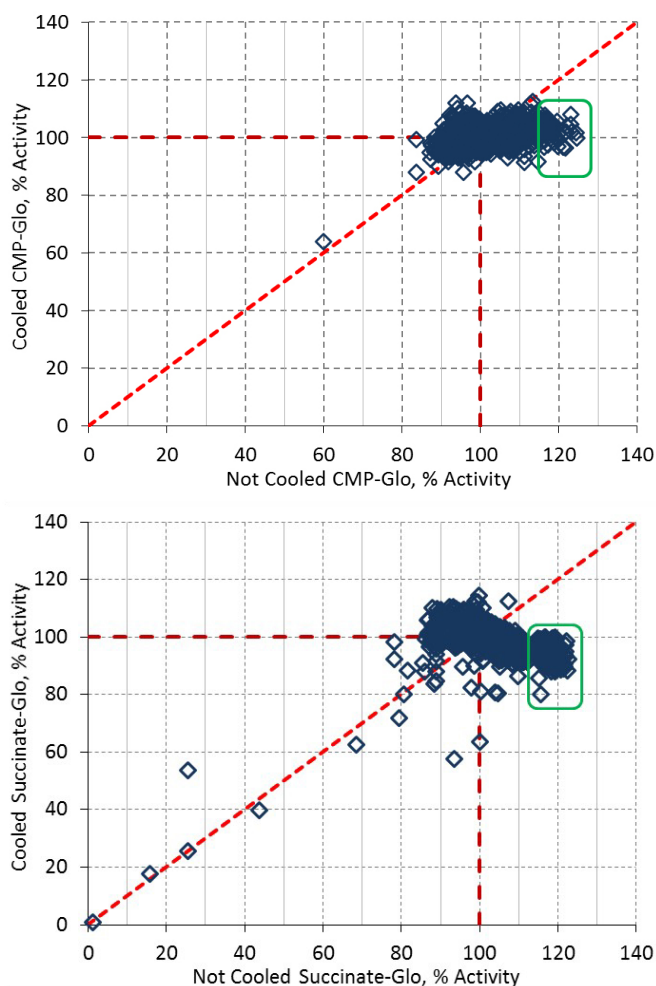 140
120
100
80
60
40
20
0
Cooled CMP-Glo, % Activity
0 20 40 60 80 100 120 140
Not Cooled CMP-Glo, % Activity
140
120
100
80
60
40
20
0
Cooled Succinate-Glo, % Activity
0 20 40 60 80 100 120 140
Not Cooled Succinate-Glo, % Activity